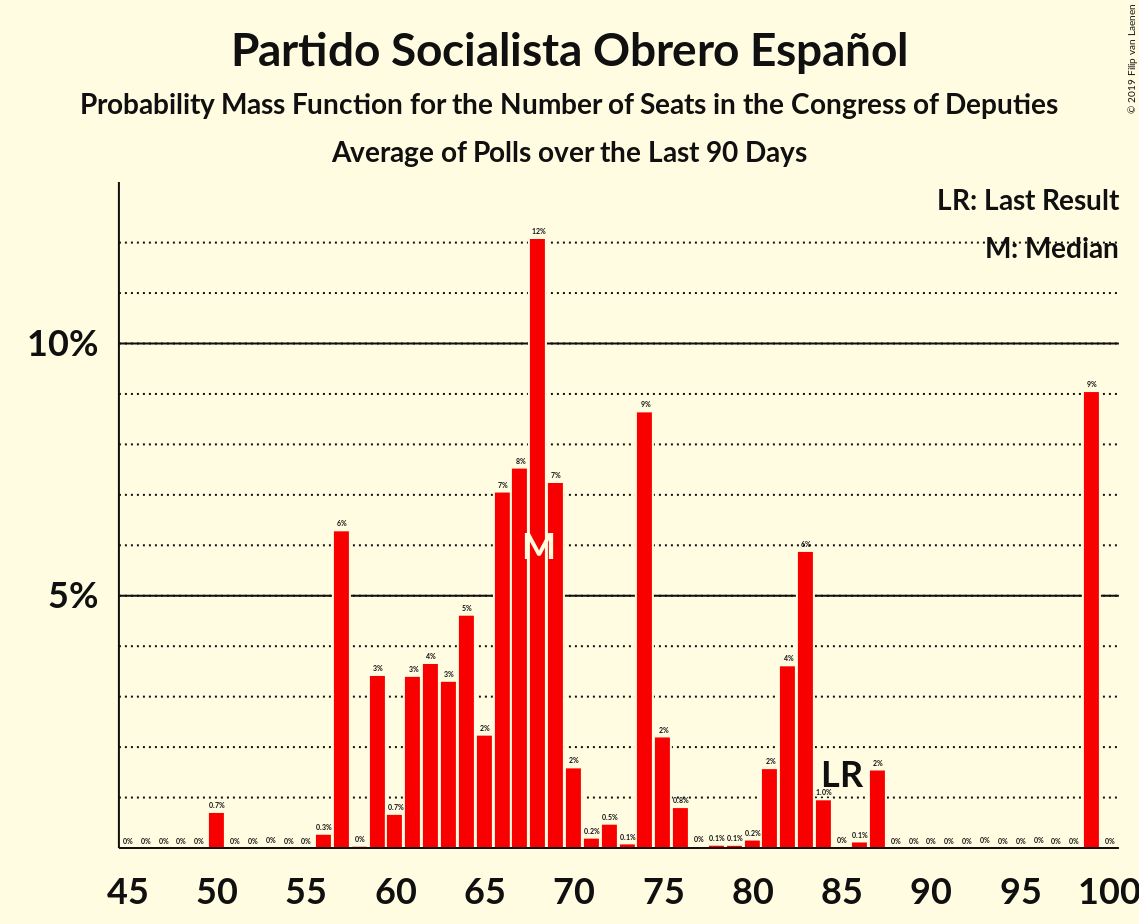 Partido Socialista Obrero Español
Probability Mass Function for the Number of Seats in the Congress of Deputies
Average of Polls over the Last 90 Days
© 2019 Filip van Laenen
LR: Last Result
M: Median
10%
5%
0% 0% 0% 0% 0% 0.7% 0% 0% 0% 0% 0% 0.3% 6% 0% 3% 0.7% 3% 4% 3% 5% 2% 7% 8% 12% 7% 2% 0.2% 0.5% 0.1% 9% 2% 0.8% 0% 0.1% 0.1% 0.2% 2% 4% 6% 1.0% 0% 0.1% 2% 0% 0% 0% 0% 0% 0% 0% 0% 0% 0% 0% 9% 0%
M
LR
45 50 55 60 65 70 75 80 85 90 95 100